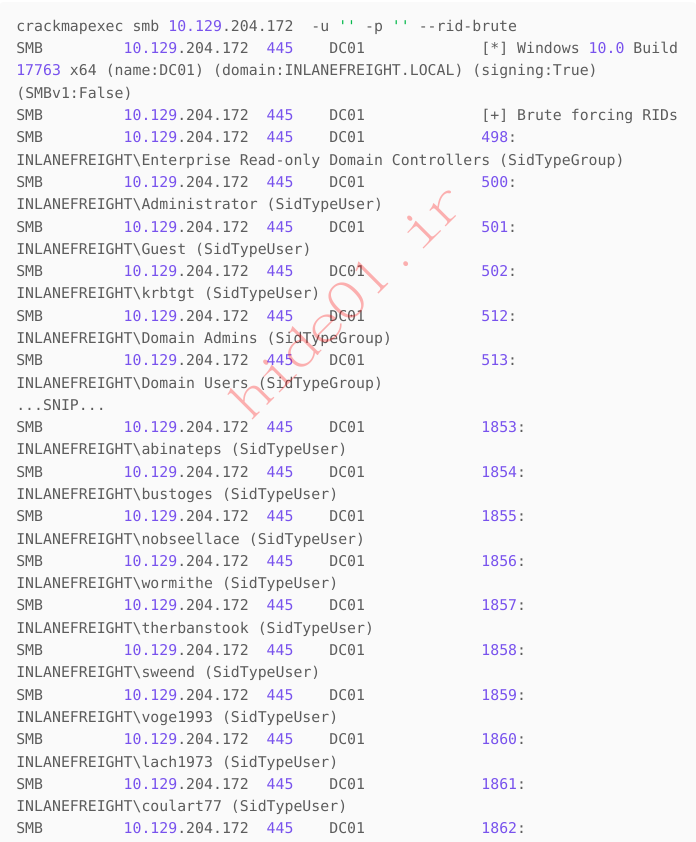 crackmapexec smb 10.129.204.172  -u '' -p '' --rid-brute
SMB         10.129.204.172  445    DC01             [*] Windows 10.0 Build
17763 x64 (name:DC01) (domain:INLANEFREIGHT.LOCAL) (signing:True)
(SMBv1:False)
SMB         10.129.204.172  445    DC01             [+] Brute forcing RIDs
SMB         10.129.204.172  445    DC01             498:
INLANEFREIGHT\Enterprise Read-only Domain Controllers (SidTypeGroup)
SMB         10.129.204.172  445    DC01             500:
INLANEFREIGHT\Administrator (SidTypeUser)
SMB         10.129.204.172  445    DC01             501:
INLANEFREIGHT\Guest (SidTypeUser)
SMB         10.129.204.172  445    DC01             502:
INLANEFREIGHT\krbtgt (SidTypeUser)
SMB         10.129.204.172  445    DC01             512:
INLANEFREIGHT\Domain Admins (SidTypeGroup)
SMB         10.129.204.172  445    DC01             513:
INLANEFREIGHT\Domain Users (SidTypeGroup)
...SNIP...
SMB         10.129.204.172  445    DC01             1853:
INLANEFREIGHT\abinateps (SidTypeUser)
SMB         10.129.204.172  445    DC01             1854:
INLANEFREIGHT\bustoges (SidTypeUser)
SMB         10.129.204.172  445    DC01             1855:
INLANEFREIGHT\nobseellace (SidTypeUser)
SMB         10.129.204.172  445    DC01             1856:
INLANEFREIGHT\wormithe (SidTypeUser)
SMB         10.129.204.172  445    DC01             1857:
INLANEFREIGHT\therbanstook (SidTypeUser)
SMB         10.129.204.172  445    DC01             1858:
INLANEFREIGHT\sweend (SidTypeUser)
SMB         10.129.204.172  445    DC01             1859:
INLANEFREIGHT\voge1993 (SidTypeUser)
SMB         10.129.204.172  445    DC01             1860:
INLANEFREIGHT\lach1973 (SidTypeUser)
SMB         10.129.204.172  445    DC01             1861:
INLANEFREIGHT\coulart77 (SidTypeUser)
SMB         10.129.204.172  445    DC01             1862:
hide01.ir